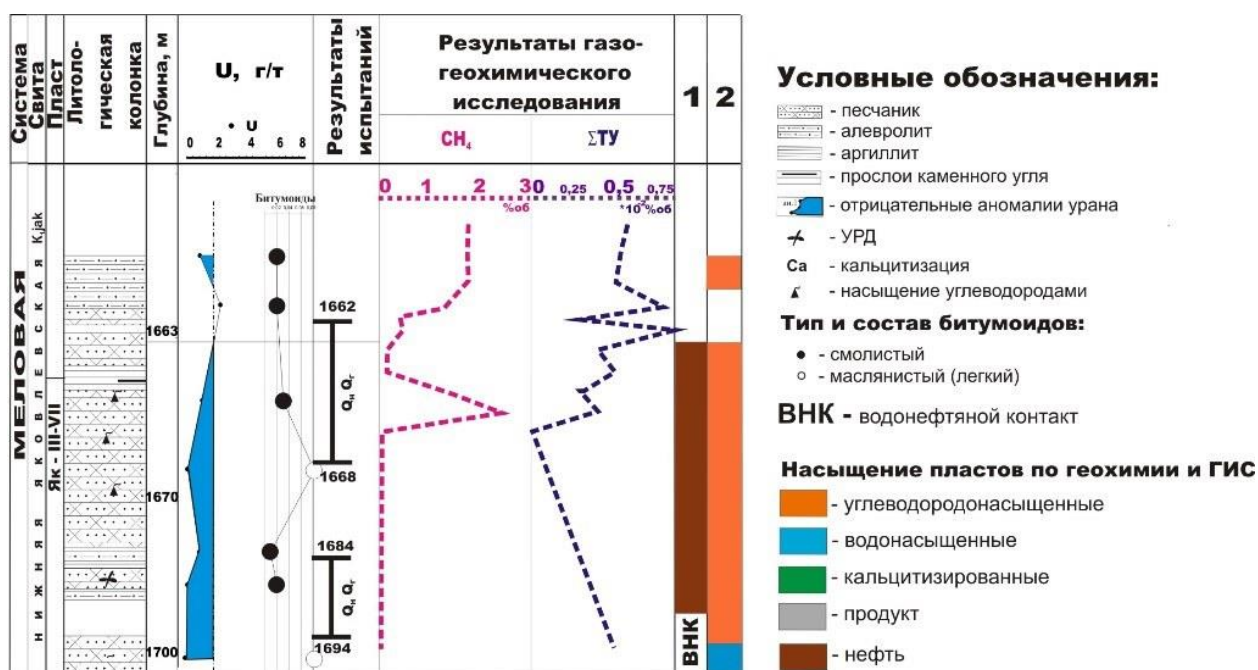 Система
Свита
Пласт
Литоло-
гическая
колонка
Глубина, м
U, г/т
• U
0 2 4 6 8
Результаты
испытаний
Результаты газо-
геохимического
исследования
CH₄
ΣТУ
1
2
0 1 2 3
%об
0 0,25 0,5 0,75
*10⁻²%об
Битумоиды
МЕЛОВАЯ
НИЖНЯЯ
ЯКОВЛЕВСКАЯ K₁jak
Як - III-VII
1663
1670
1700
1662
Qн Qг
1668
1684
Qн Qг
1694
ВНК
Условные обозначения:
- песчаник
- алевролит
- аргиллит
- прослои каменного угля
- отрицательные аномалии урана
- УРД
Ca - кальцитизация
- насыщение углеводородами
Тип и состав битумоидов:
- смолистый
- маслянистый (легкий)
ВНК - водонефтяной контакт
Насыщение пластов по геохимии и ГИС
- углеводородонасыщенные
- водонасыщенные
- кальцитизированные
- продукт
- нефть